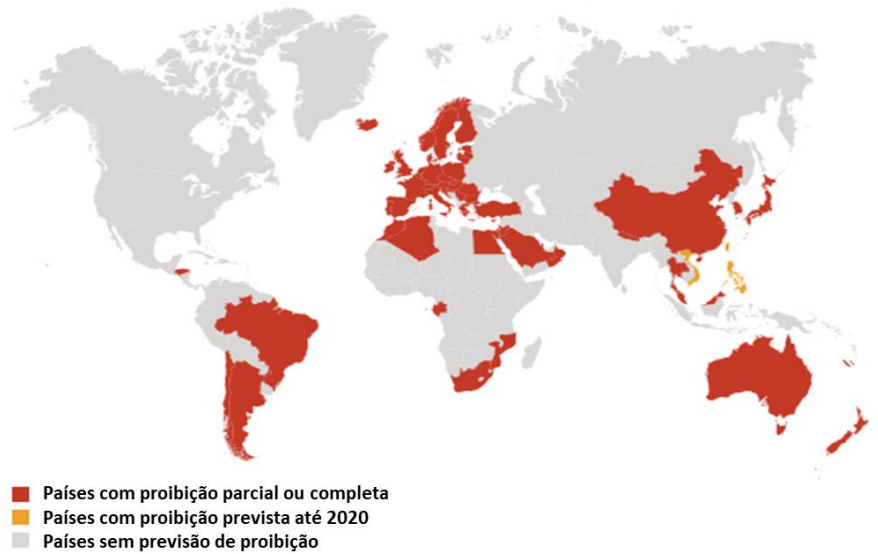 Países com proibição parcial ou completa
Países com proibição prevista até 2020
Países sem previsão de proibição